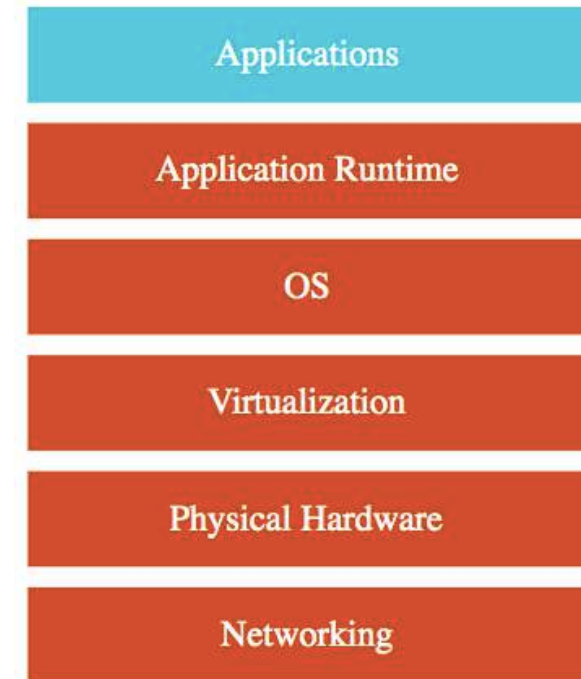 Applications
Application Runtime
OS
Virtualization
Physical Hardware
Networking